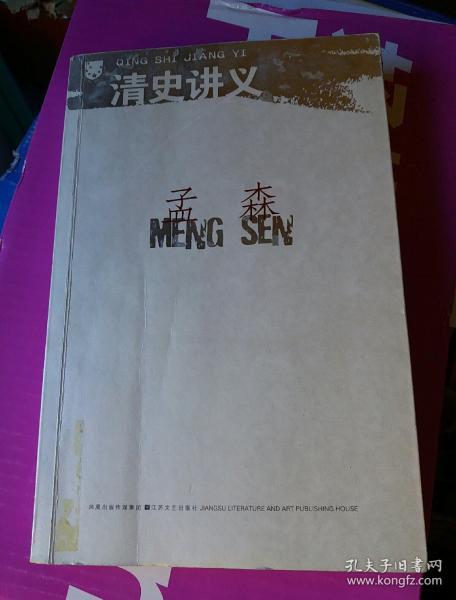 QING SHI JIANG YI
清史讲义
孟 森
MENG SEN
凤凰出版传媒集团 江苏文艺出版社 JIANGSU LITERATURE AND ART PUBLISHING HOUSE
孔夫子旧书网
www.kongfz.com